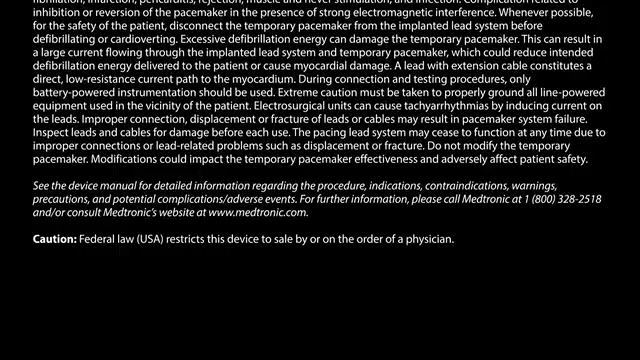 fibrillation, infarction, pericarditis, rejection, muscle and nerve stimulation, and infection. Complication related to
inhibition or reversion of the pacemaker in the presence of strong electromagnetic interference. Whenever possible,
for the safety of the patient, disconnect the temporary pacemaker from the implanted lead system before
defibrillating or cardioverting. Excessive defibrillation energy can damage the temporary pacemaker. This can result in
a large current flowing through the implanted lead system and temporary pacemaker, which could reduce intended
defibrillation energy delivered to the patient or cause myocardial damage. A lead with extension cable constitutes a
direct, low-resistance current path to the myocardium. During connection and testing procedures, only
battery-powered instrumentation should be used. Extreme caution must be taken to properly ground all line-powered
equipment used in the vicinity of the patient. Electrosurgical units can cause tachyarrhythmias by inducing current on
the leads. Improper connection, displacement or fracture of leads or cables may result in pacemaker system failure.
Inspect leads and cables for damage before each use. The pacing lead system may cease to function at any time due to
improper connections or lead-related problems such as displacement or fracture. Do not modify the temporary
pacemaker. Modifications could impact the temporary pacemaker effectiveness and adversely affect patient safety.
See the device manual for detailed information regarding the procedure, indications, contraindications, warnings,
precautions, and potential complications/adverse events. For further information, please call Medtronic at 1 (800) 328-2518
and/or consult Medtronic's website at www.medtronic.com.
Caution: Federal law (USA) restricts this device to sale by or on the order of a physician.